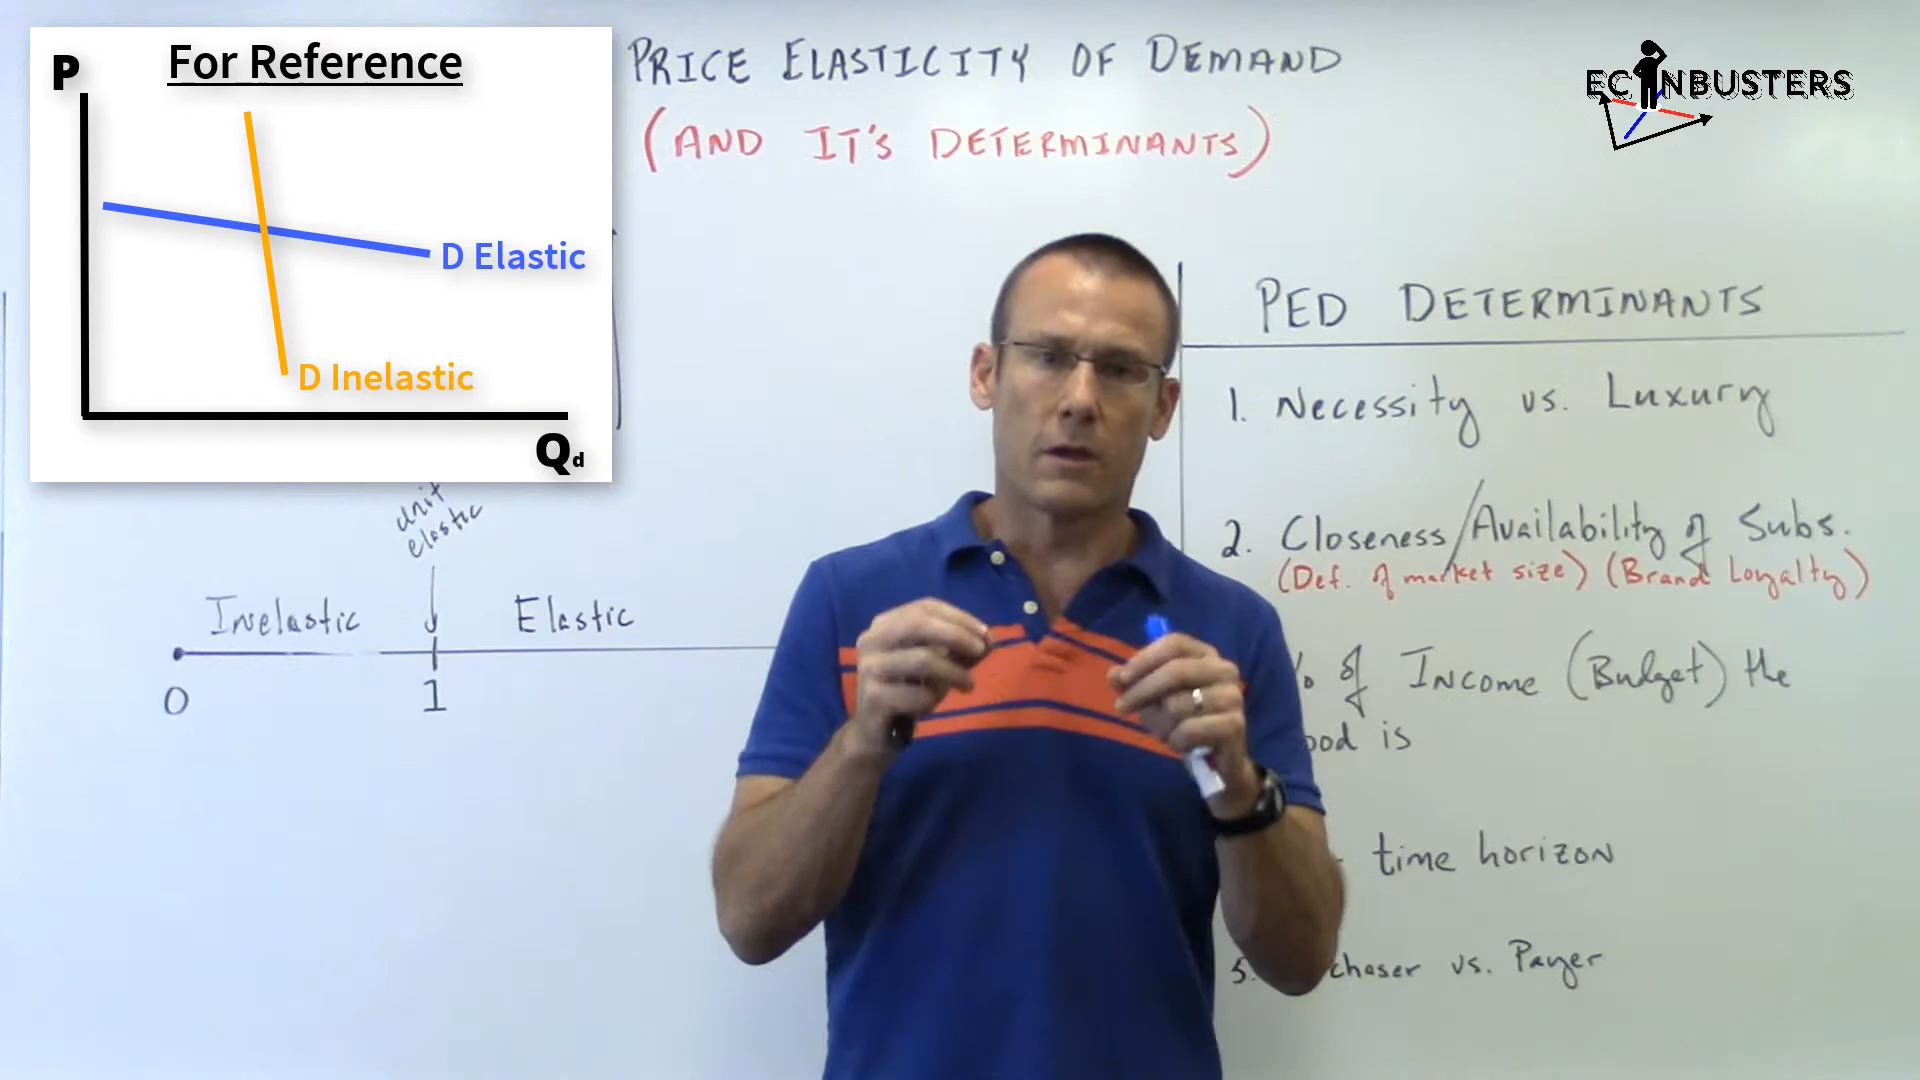 For Reference
P
D Elastic
D Inelastic
Qd
PRICE ELASTICITY OF DEMAND
(AND IT'S DETERMINANTS)
ECONBUSTERS
unit
elastic
Inelastic
Elastic
0
1
PED DETERMINANTS
1. Necessity vs. Luxury
2. Closeness/Availability of Subs.
(Def. of market size) (Brand Loyalty)
of Income (Budget) the
is
time horizon
5. vs. Payer